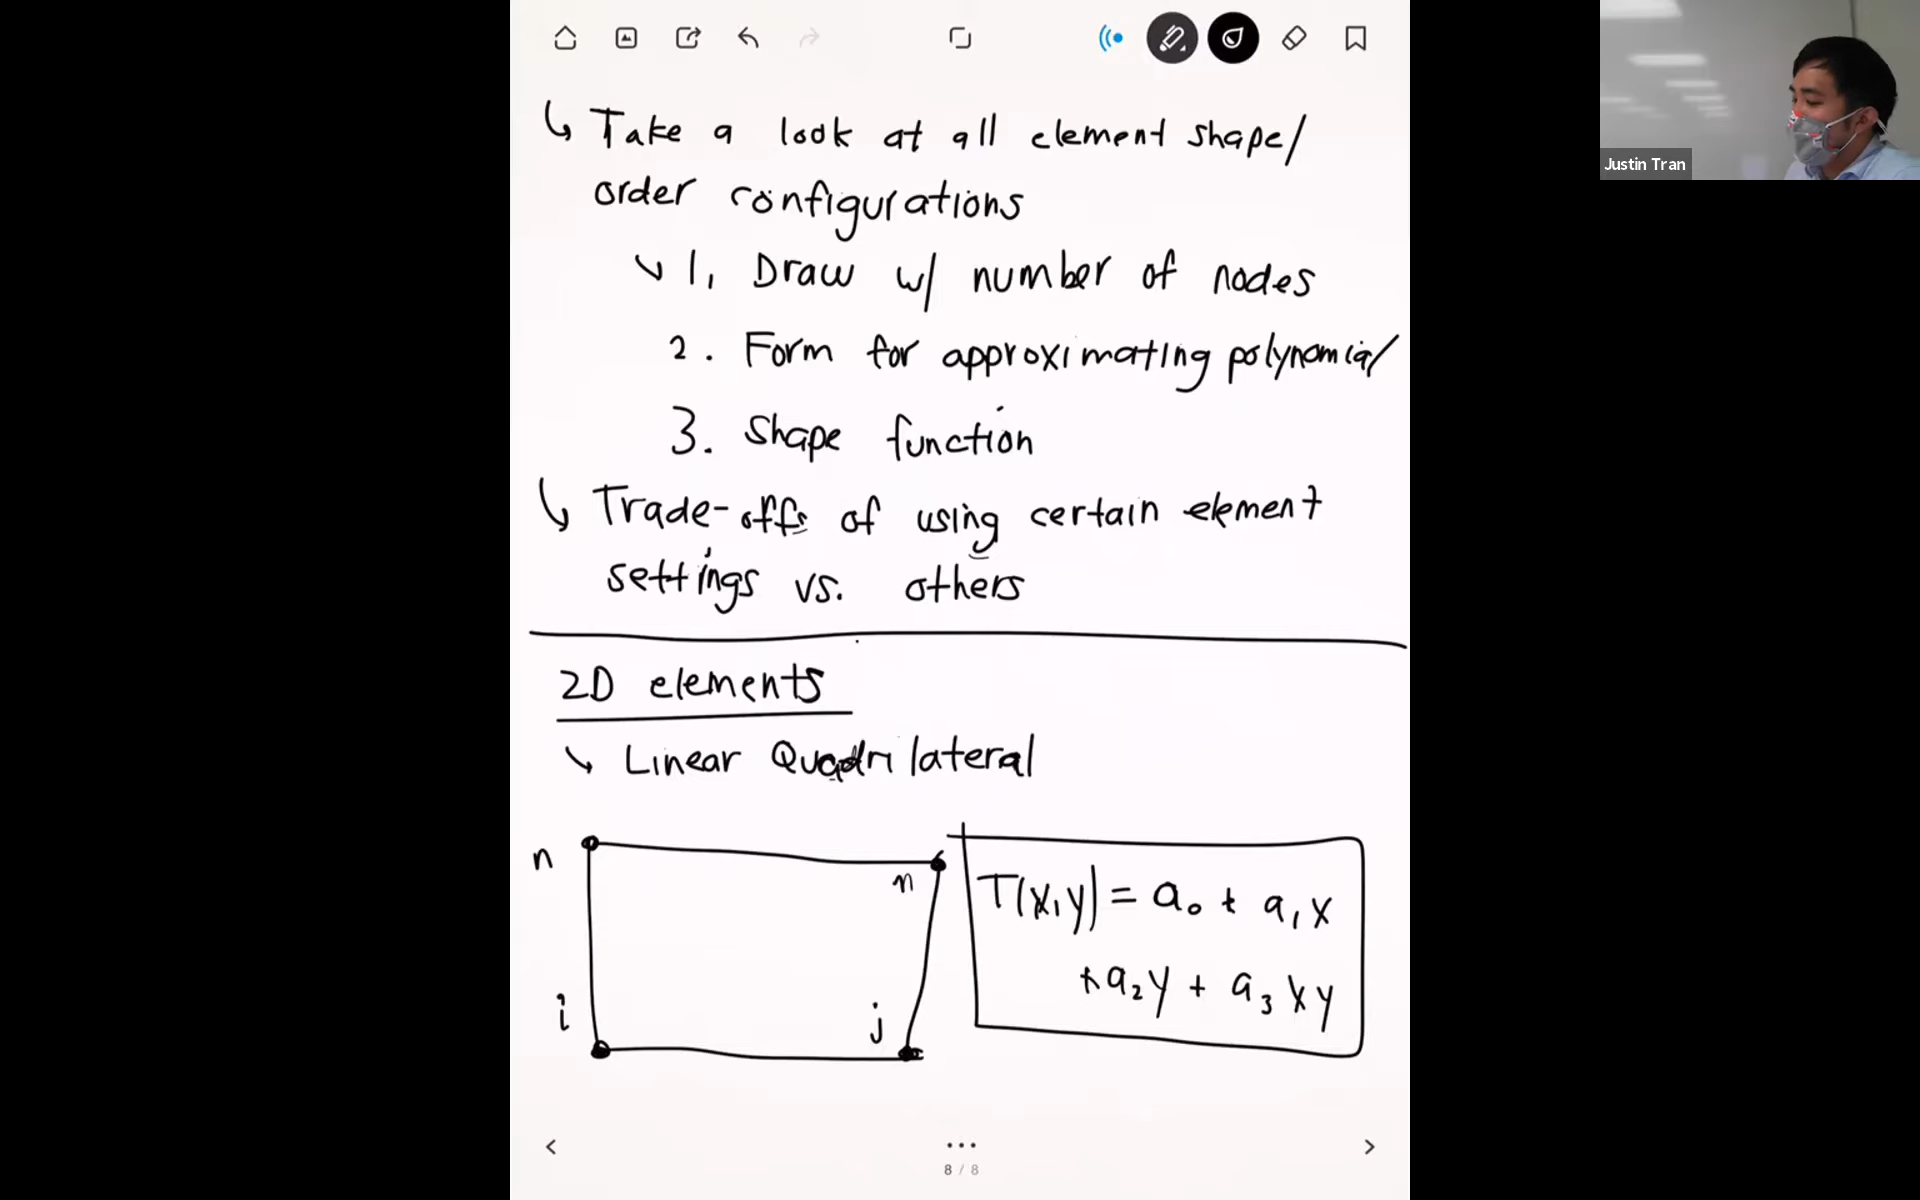 Take a look at all element shape/
order configurations
1. Draw w/ number of nodes
2. Form for approximating polynomial
3. Shape function
Trade-offs of using certain element
settings vs. others
2D elements
Linear Quadrilateral
n
m
i
j
T(x,y) = a₀ + a₁x
+ a₂y + a₃xy
8 / 8
Justin Tran